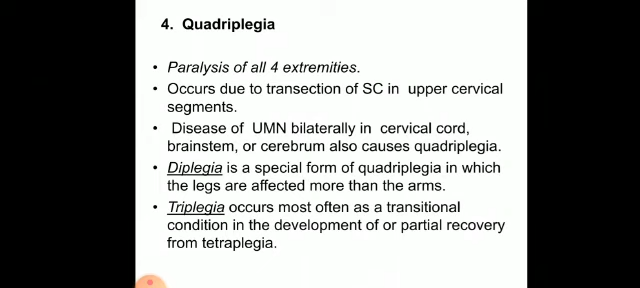 4. Quadriplegia
• Paralysis of all 4 extremities.
• Occurs due to transection of SC in upper cervical
segments.
• Disease of UMN bilaterally in cervical cord,
brainstem, or cerebrum also causes quadriplegia.
• Diplegia is a special form of quadriplegia in which
the legs are affected more than the arms.
• Triplegia occurs most often as a transitional
condition in the development of or partial recovery
from tetraplegia.